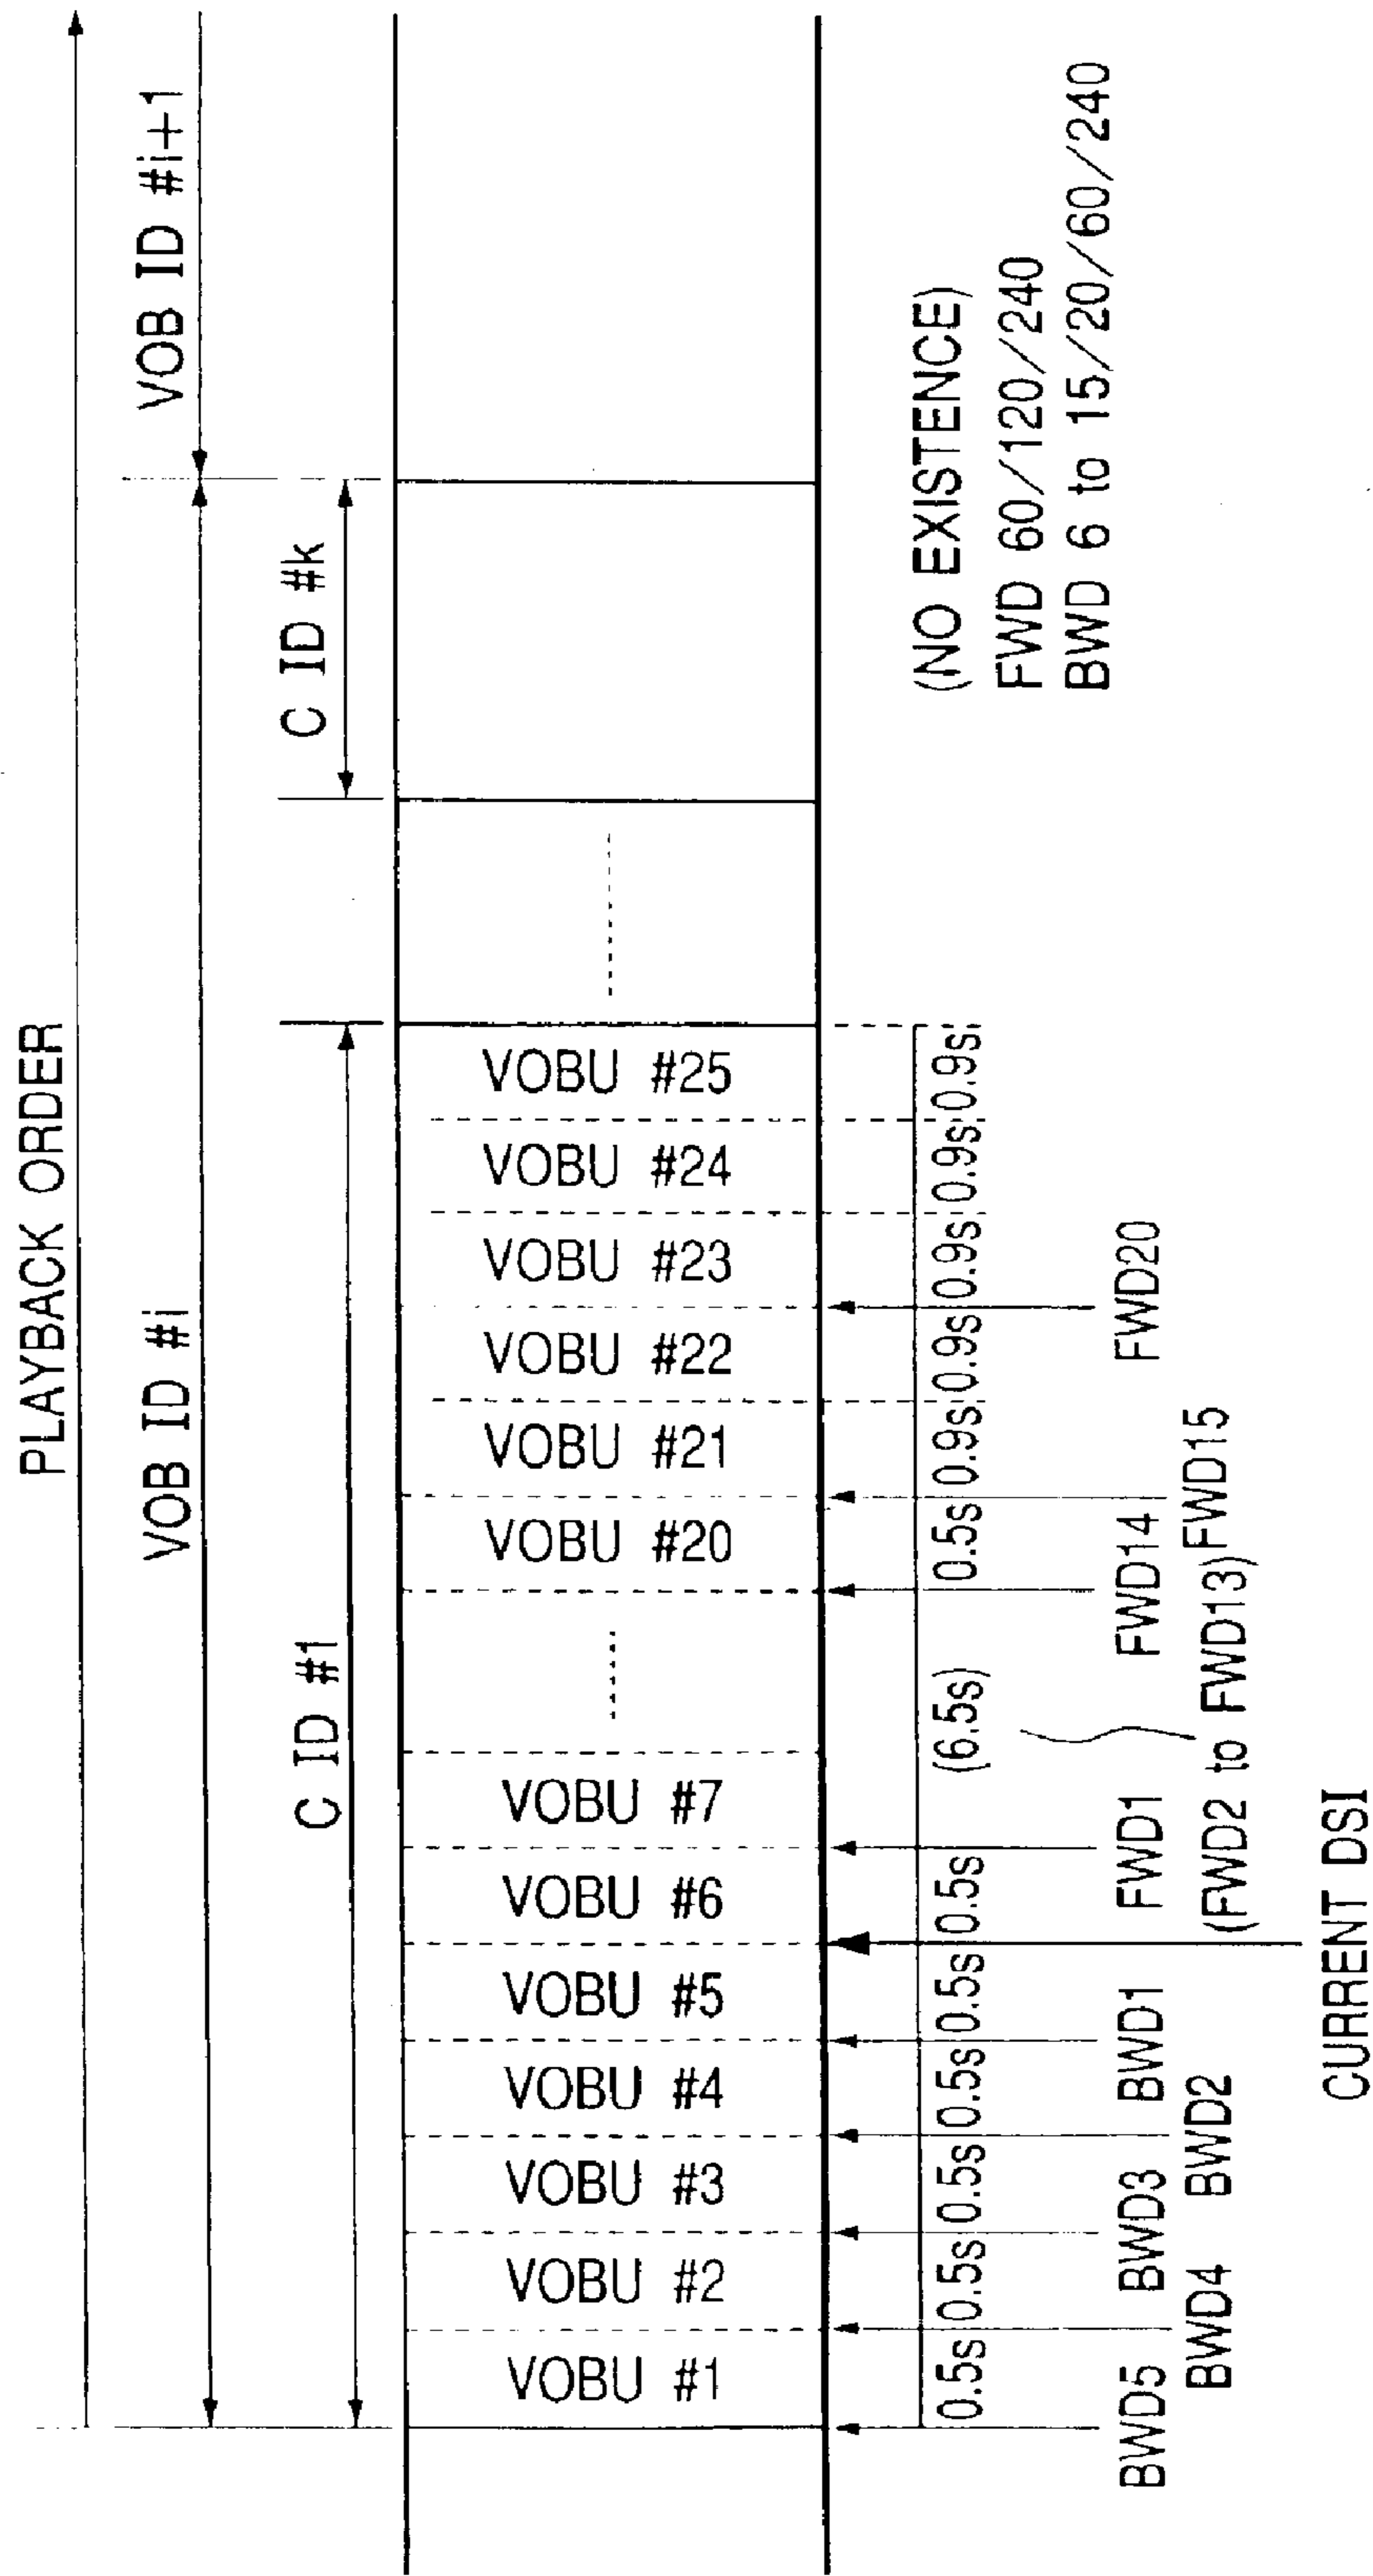 PLAYBACK ORDER
VOB ID #i
VOB ID #i+1
C ID #1
C ID #k
VOBU #1
VOBU #2
VOBU #3
VOBU #4
VOBU #5
VOBU #6
VOBU #7
VOBU #20
VOBU #21
VOBU #22
VOBU #23
VOBU #24
VOBU #25
0.5s 0.5s 0.5s 0.5s 0.5s 0.5s (6.5s) 0.5s 0.9s 0.9s 0.9s 0.9s 0.9s
BWD5 BWD3 BWD1 FWD1 FWD14 FWD20
BWD4 BWD2 (FWD2 to FWD13) FWD15
CURRENT DSI
(NO EXISTENCE)
FWD 60/120/240
BWD 6 to 15/20/60/240